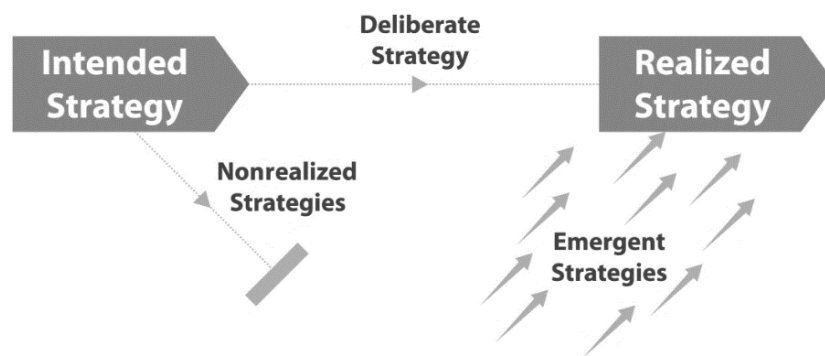 Deliberate
Strategy
Intended
Strategy
Realized
Strategy
Nonrealized
Strategies
Emergent
Strategies